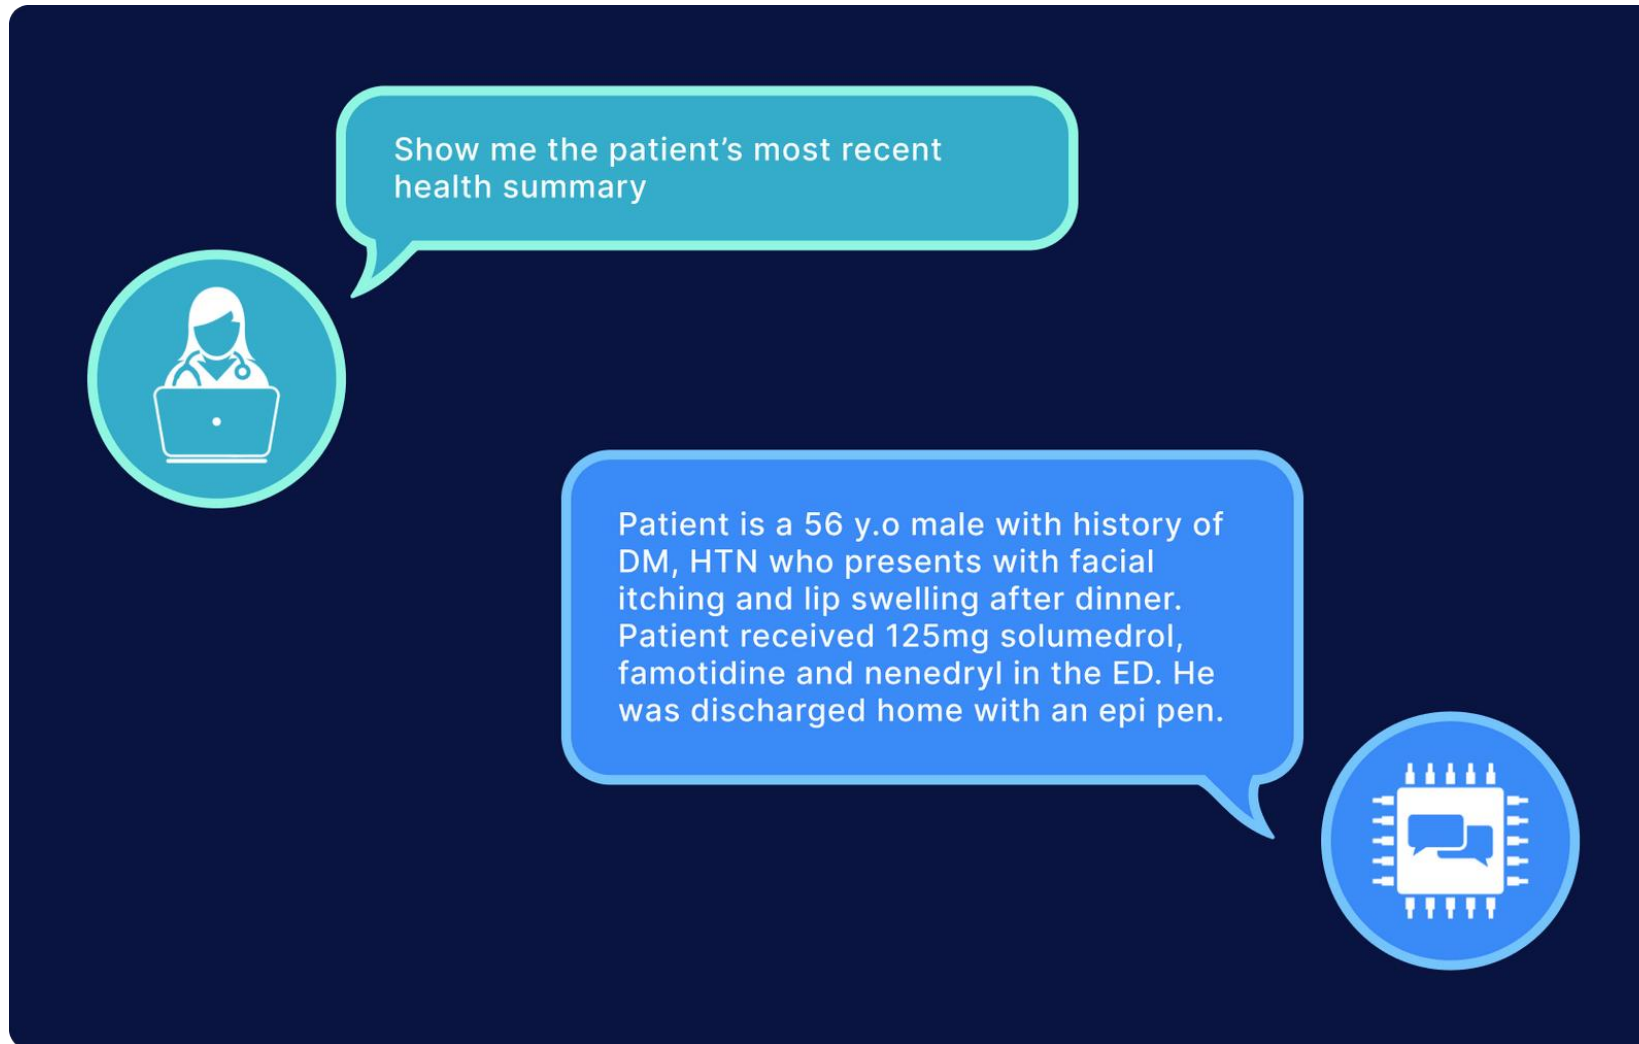 Show me the patient’s most recent
health summary
Patient is a 56 y.o male with history of
DM, HTN who presents with facial
itching and lip swelling after dinner.
Patient received 125mg solumedrol,
famotidine and nenedryl in the ED. He
was discharged home with an epi pen.